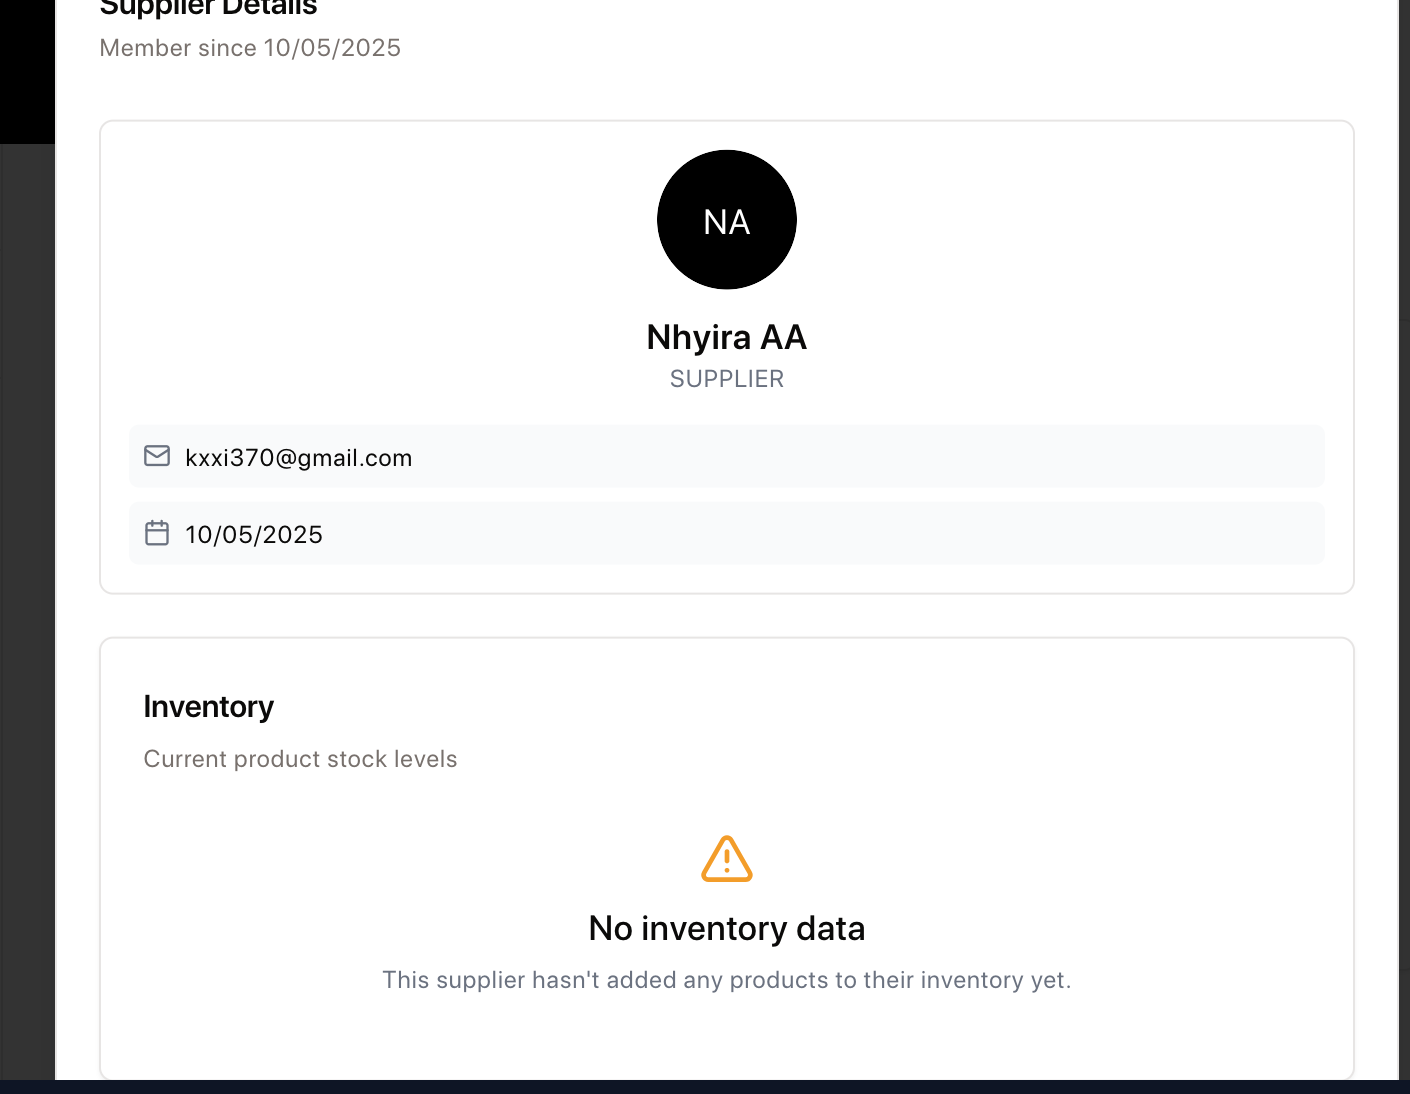 Supplier Details
Member since 10/05/2025
NA
Nhyira AA
SUPPLIER
kxxi370@gmail.com
10/05/2025
Inventory
Current product stock levels
No inventory data
This supplier hasn't added any products to their inventory yet.